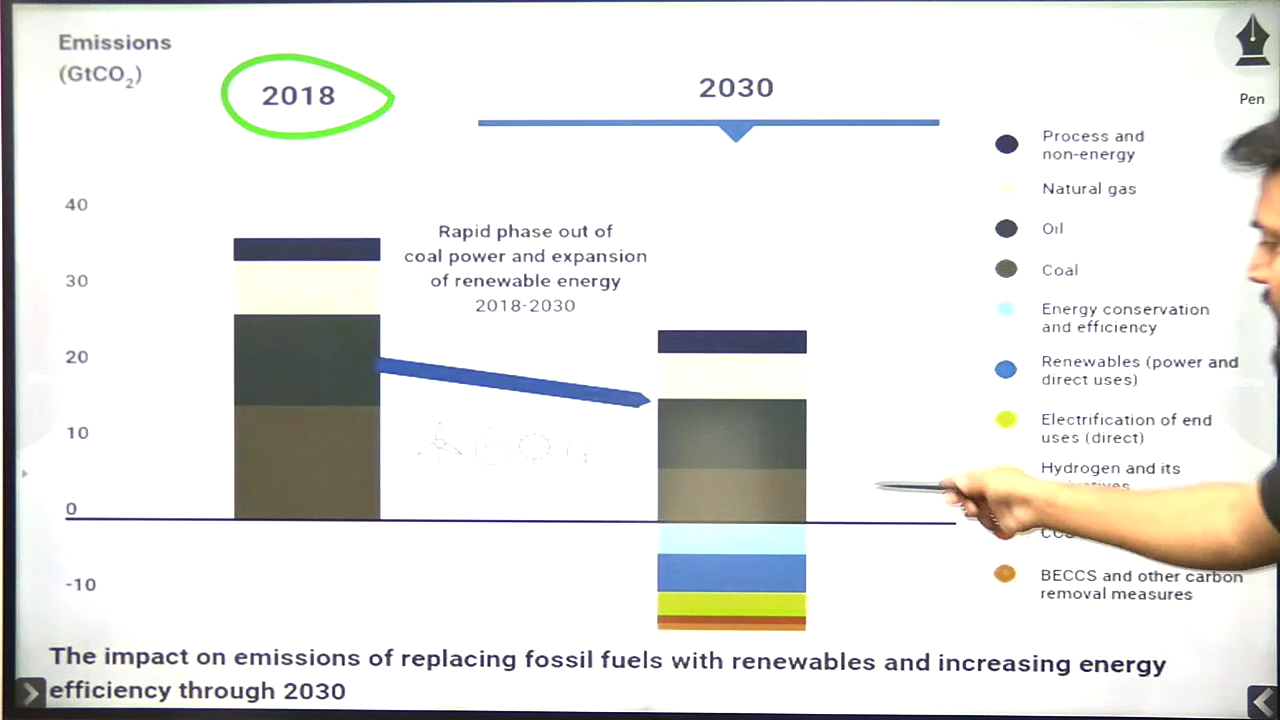 Emissions
(GtCO2)
2018
2030
Pen
40
30
20
10
0
-10
Rapid phase out of
coal power and expansion
of renewable energy
2018-2030
Process and
non-energy
Natural gas
Oil
Coal
Energy conservation
and efficiency
Renewables (power and
direct uses)
Electrification of end
uses (direct)
Hydrogen and its
BECCS and other carbon
removal measures
The impact on emissions of replacing fossil fuels with renewables and increasing energy
efficiency through 2030